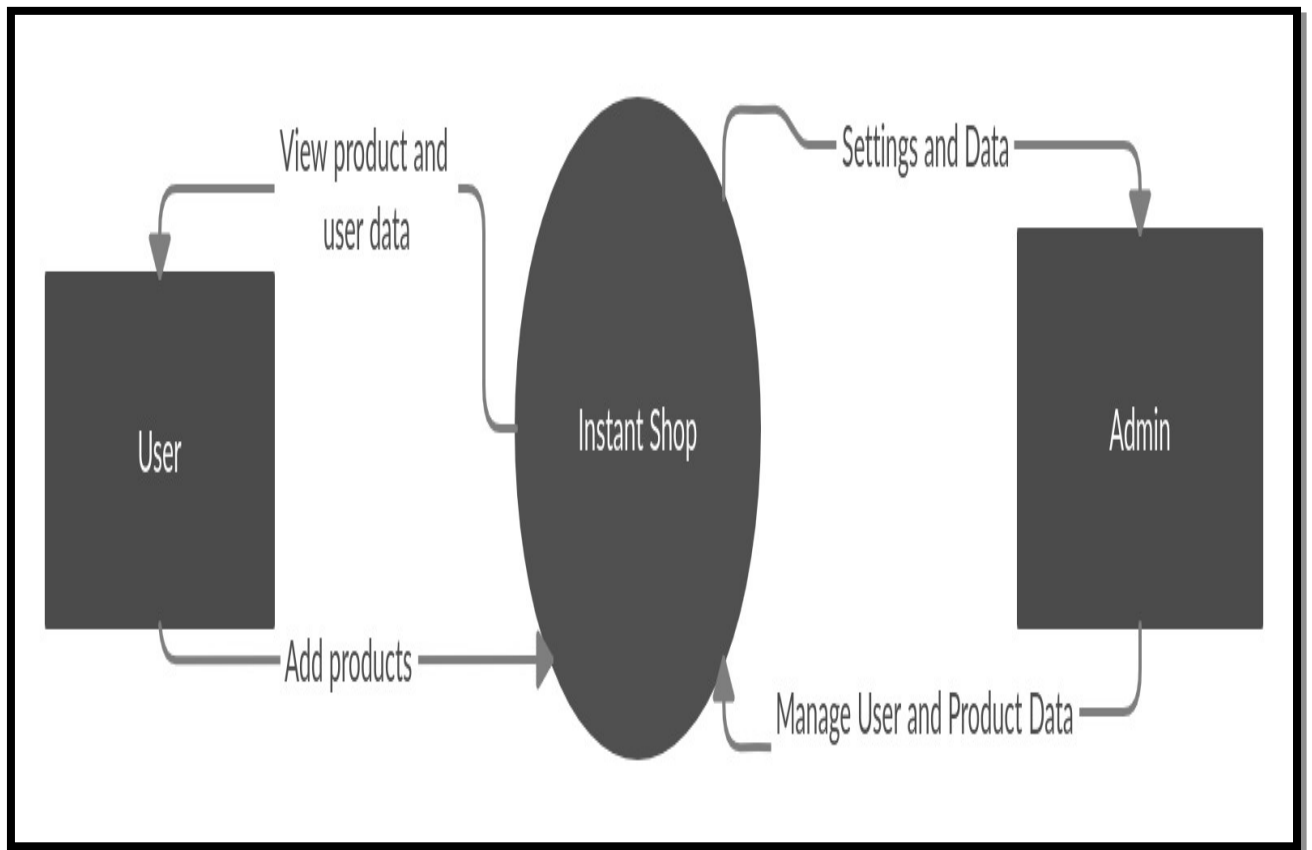 View product and
user data
Settings and Data
User
Instant Shop
Admin
Add products
Manage User and Product Data